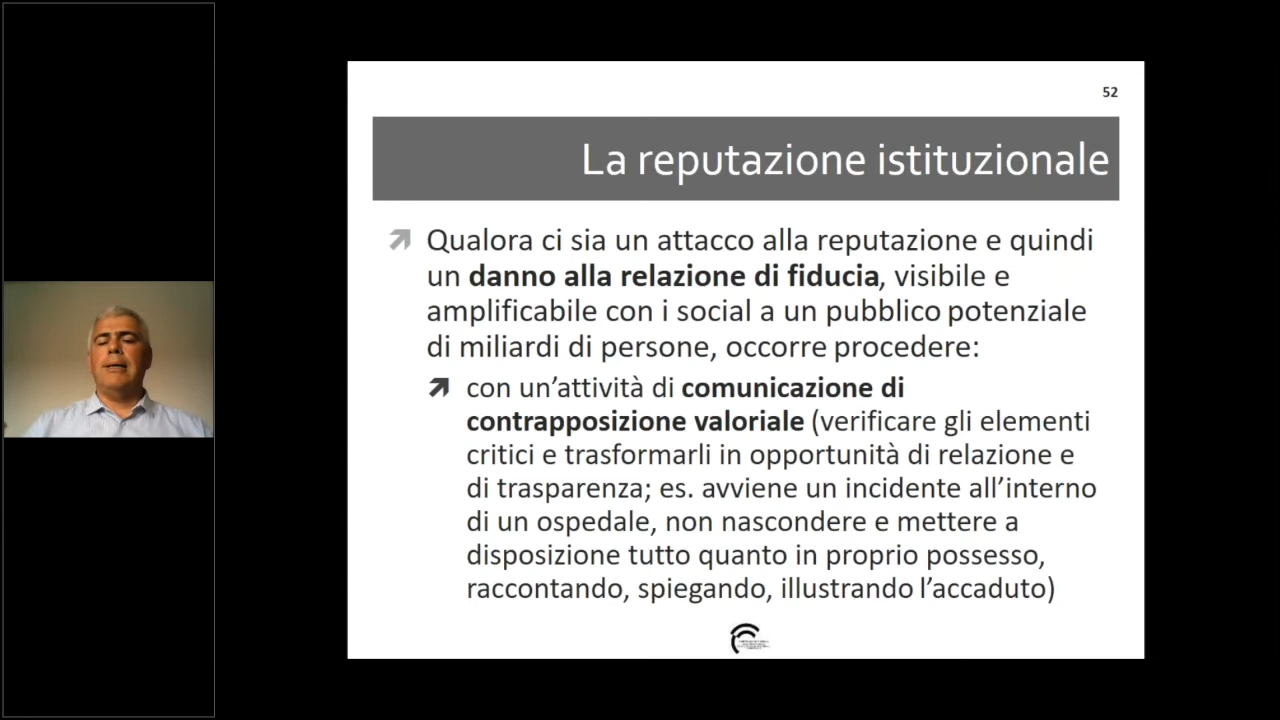 52
La reputazione istituzionale
Qualora ci sia un attacco alla reputazione e quindi
un danno alla relazione di fiducia, visibile e
amplificabile con i social a un pubblico potenziale
di miliardi di persone, occorre procedere:
con un’attività di comunicazione di
contrapposizione valoriale (verificare gli elementi
critici e trasformarli in opportunità di relazione e
di trasparenza; es. avviene un incidente all’interno
di un ospedale, non nascondere e mettere a
disposizione tutto quanto in proprio possesso,
raccontando, spiegando, illustrando l’accaduto)